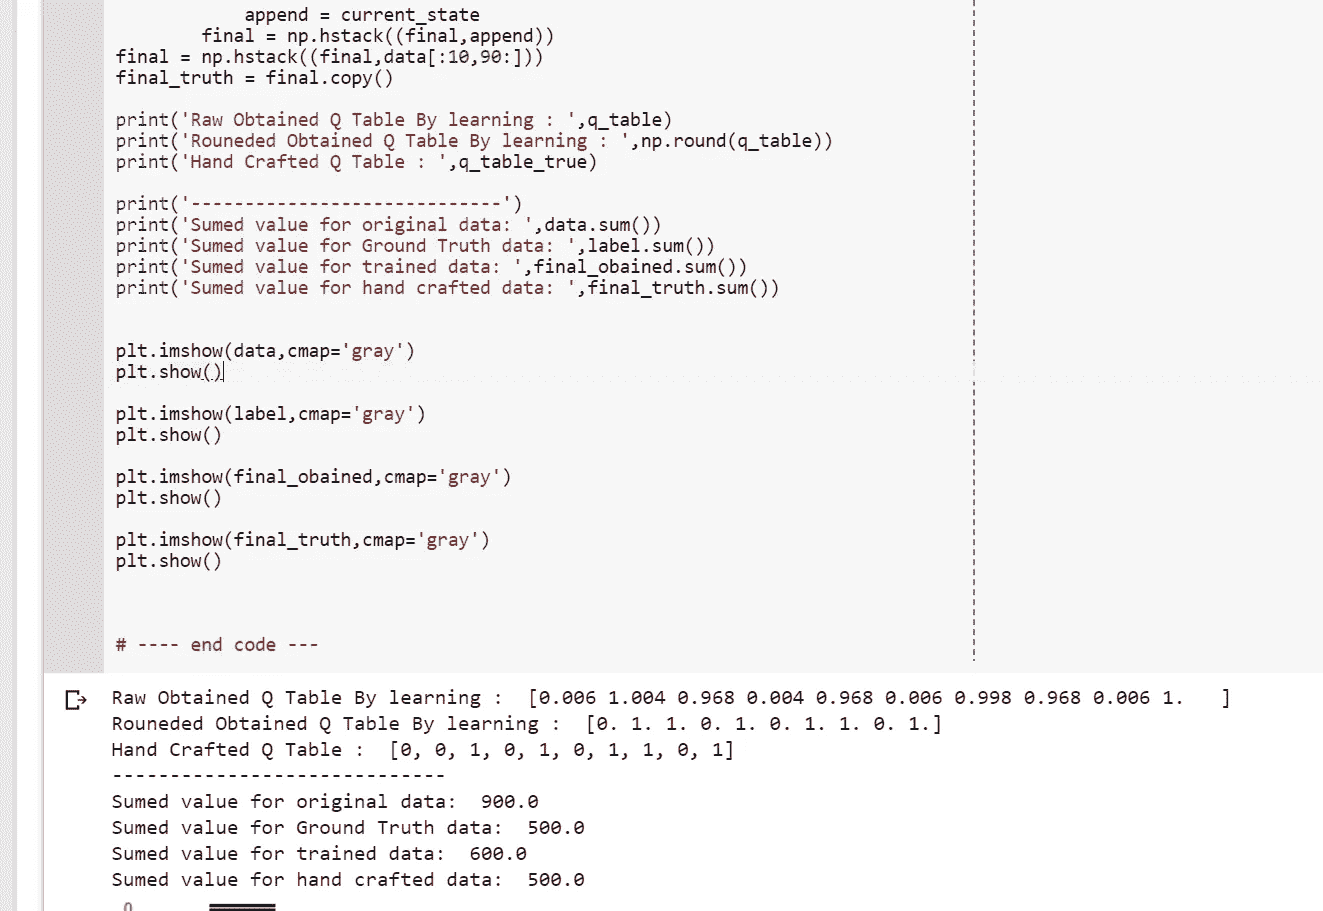 append = current_state
final = np.hstack((final,append))
final = np.hstack((final,data[:10,90:]))
final_truth = final.copy()
print('Raw Obtained Q Table By learning : ',q_table)
print('Rouneded Obtained Q Table By learning : ',np.round(q_table))
print('Hand Crafted Q Table : ',q_table_true)
print('-----------------------------')
print('Sumed value for original data: ',data.sum())
print('Sumed value for Ground Truth data: ',label.sum())
print('Sumed value for trained data: ',final_obained.sum())
print('Sumed value for hand crafted data: ',final_truth.sum())
plt.imshow(data,cmap='gray')
plt.show()
plt.imshow(label,cmap='gray')
plt.show()
plt.imshow(final_obained,cmap='gray')
plt.show()
plt.imshow(final_truth,cmap='gray')
plt.show()
# ---- end code ---
Raw Obtained Q Table By learning :  [0.006 1.004 0.968 0.004 0.968 0.006 0.998 0.968 0.006 1.   ]
Rouneded Obtained Q Table By learning :  [0. 1. 1. 0. 1. 0. 1. 1. 0. 1.]
Hand Crafted Q Table :  [0, 0, 1, 0, 1, 0, 1, 1, 0, 1]
-----------------------------
Sumed value for original data:  900.0
Sumed value for Ground Truth data:  500.0
Sumed value for trained data:  600.0
Sumed value for hand crafted data:  500.0
0